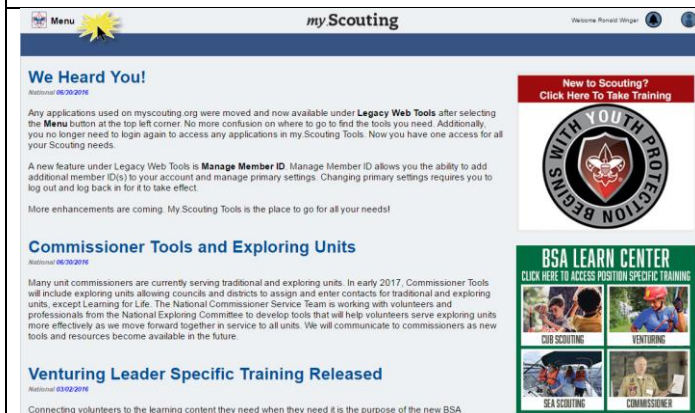 Menu
my.Scouting
Welcome Ronald Winger
We Heard You!
National 06/30/2016
Any applications used on myscouting.org were moved and now available under Legacy Web Tools after selecting
the Menu button at the top left corner. No more confusion on where to go to find the tools you need. Additionally,
you no longer need to login again to access any applications in my.Scouting Tools. Now you have one access for all
your Scouting needs.
A new feature under Legacy Web Tools is Manage Member ID. Manage Member ID allows you the ability to add
additional member ID(s) to your account and manage primary settings. Changing primary settings requires you to
log out and log back in for it to take effect.
More enhancements are coming. My.Scouting Tools is the place to go for all your needs!
Commissioner Tools and Exploring Units
National 06/30/2016
Many unit commissioners are currently serving traditional and exploring units. In early 2017, Commissioner Tools
will include exploring units allowing councils and districts to assign and enter contacts for traditional and exploring
units, except Learning for Life. The National Commissioner Service Team is working with volunteers and
professionals from the National Exploring Committee to develop tools that will help volunteers serve exploring units
more effectively as we move forward together in service to all units. We will communicate to commissioners as new
tools and resources become available in the future.
Venturing Leader Specific Training Released
National 03/02/2016
Connecting volunteers to the learning content they need when they need it is the purpose of the new BSA
New to Scouting?
Click Here To Take Training
YOUTH PROTECTION
BEGINS WITH YOU
BSA LEARN CENTER
CLICK HERE TO ACCESS POSITION SPECIFIC TRAINING
CUB SCOUTING
VENTURING
SEA SCOUTING
COMMISSIONER